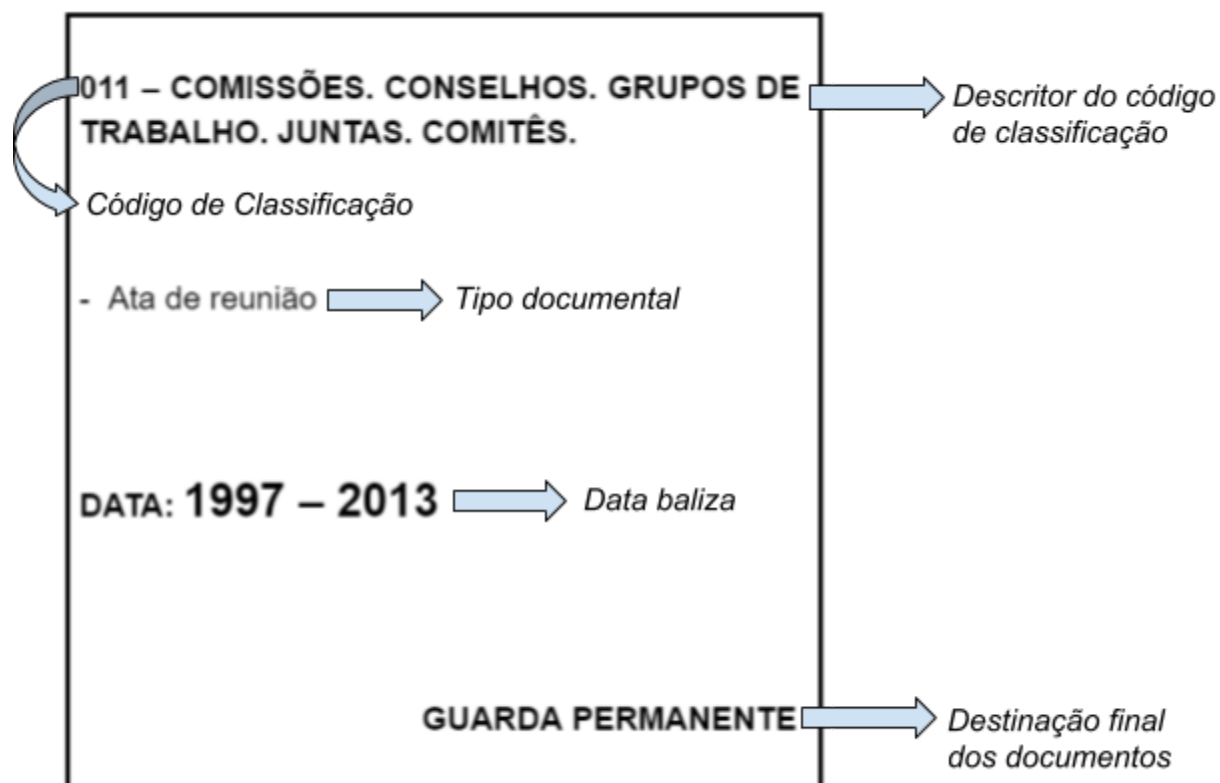 011 – COMISSÕES. CONSELHOS. GRUPOS DE
TRABALHO. JUNTAS. COMITÊS.
Descritor do código
de classificação
Código de Classificação
- Ata de reunião
Tipo documental
DATA: 1997 – 2013
Data baliza
GUARDA PERMANENTE
Destinação final
dos documentos